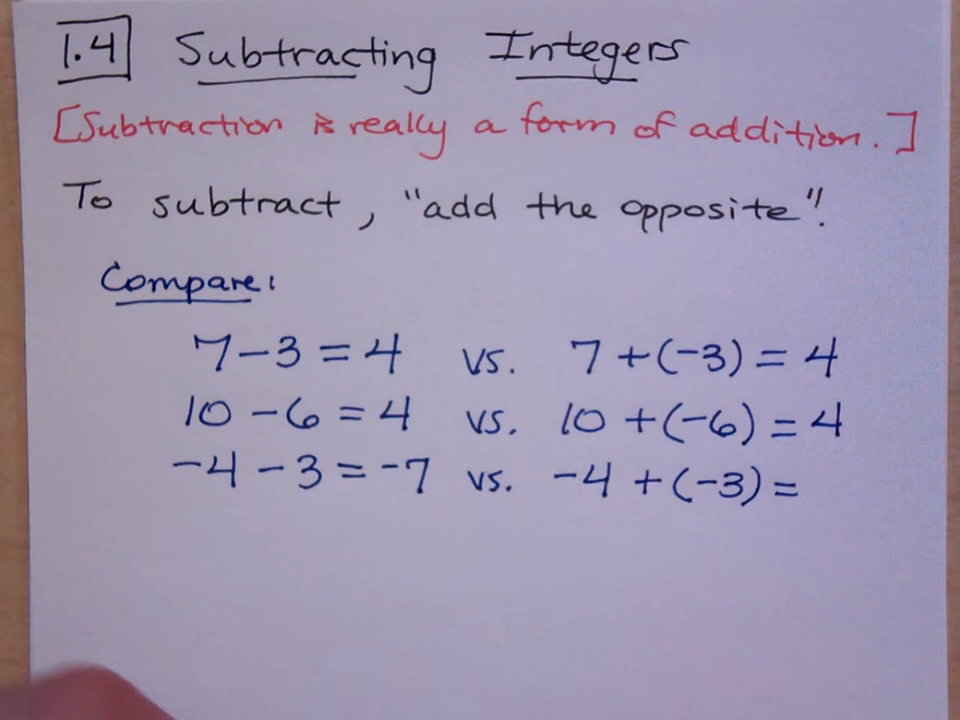 1.4 Subtracting Integers
[Subtraction is really a form of addition.]
To subtract, "add the opposite"!
Compare:
7-3=4 vs. 7+(-3)=4
10-6=4 vs. 10+(-6)=4
-4-3=-7 vs. -4+(-3)=